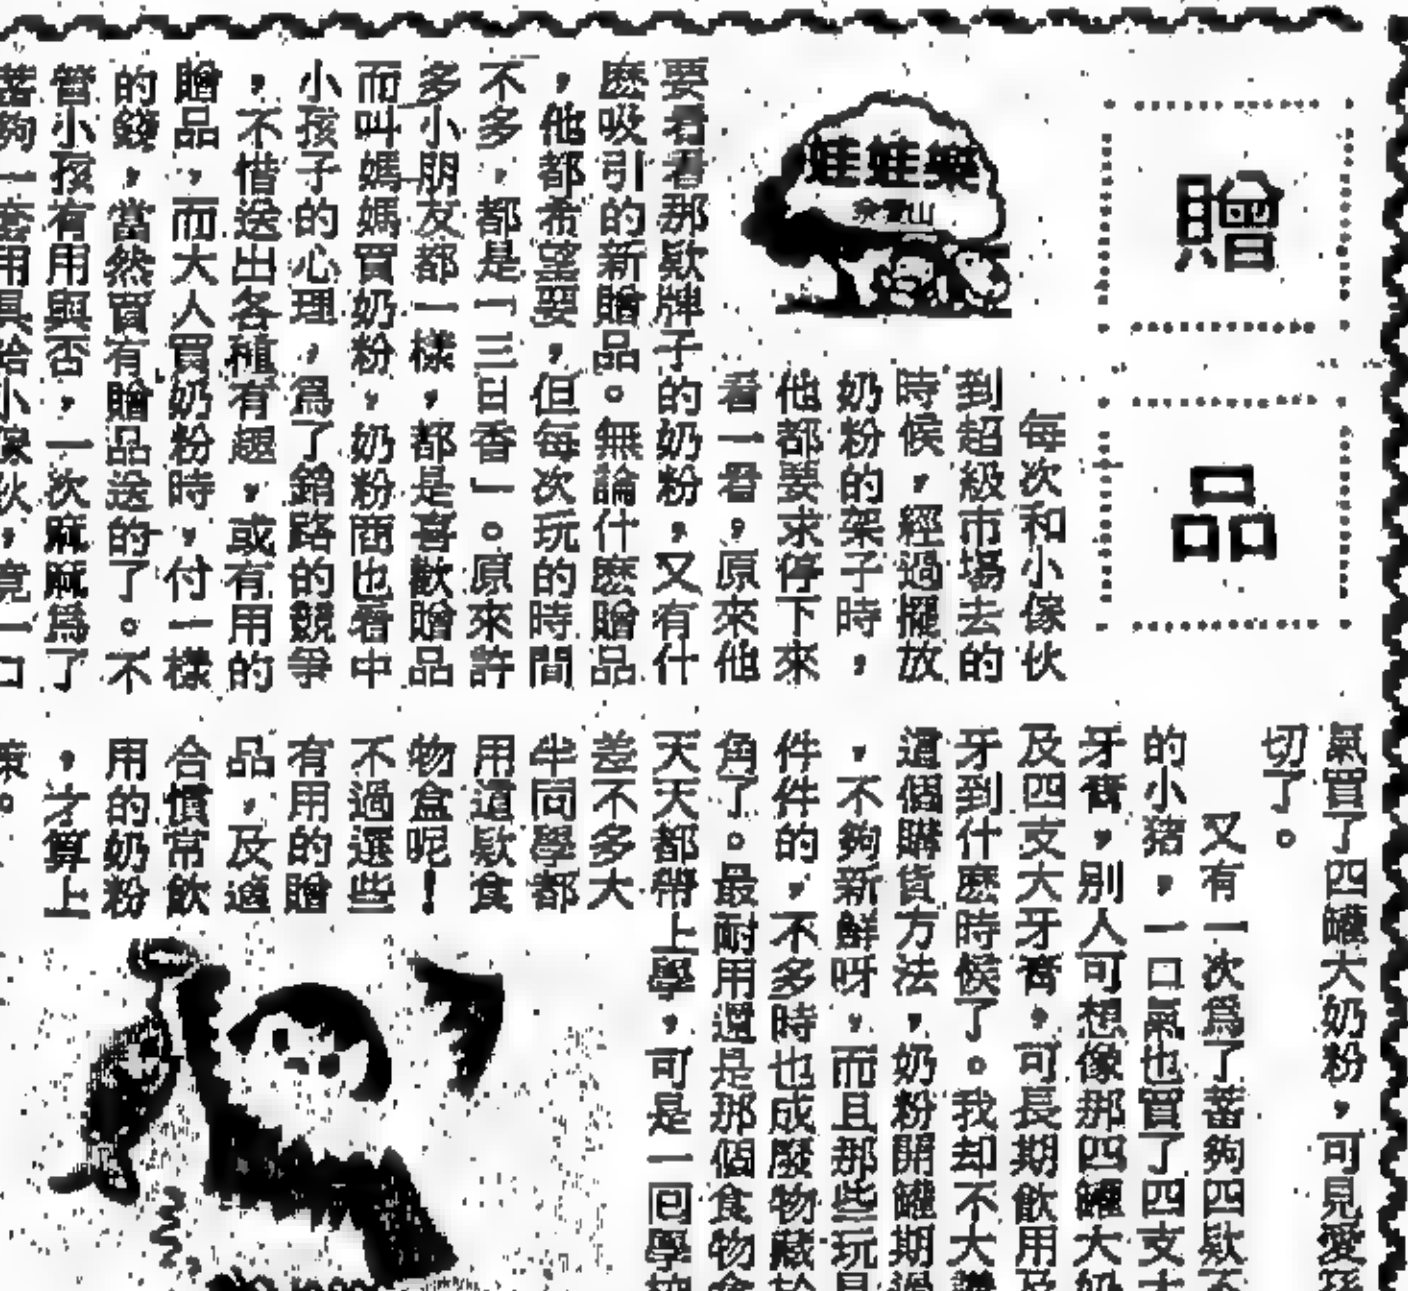 贈
品
娃娃樂
余雪山
每次和小傢伙
到超級市場去的
時候，經過擺放
奶粉的架子時，
他都要求停下來
看一看，原來他
要看看那欵牌子的奶粉，又有什
麽吸引的新贈品。無論什麽贈品
，他都希望要，但每次玩的時間
不多，都是「三日香」。原來許
多小朋友都一樣，都是喜歡贈品
而叫媽媽買奶粉，奶粉商也看中
小孩子的心理，爲了銷路的競爭
，不惜送出各種有趣，或有用的
贈品，而大人買奶粉時，付一樣
的錢，當然買有贈品送的了。不
管小孩有用與否，一次痲痲爲了
蓄夠一套用具給小傢伙，竟一口
氣買了四罐大奶粉，可見愛孫
切了。
又有一次爲了蓄夠四欵不
的小猪，一口氣也買了四支大
牙膏，別人可想像那四罐大奶
及四支大牙膏，可長期飲用及
牙到什麽時候了。我却不大
這個購貨方法，奶粉開罐期過
，不夠新鮮呀，而且那些玩具
件件的，不多時也成廢物藏於
角了。最耐用還是那個食物盒
天天都帶上學，可是一回學校
差不多大
半同學都
用這欵食
物盒呢！
不過選些
有用的贈
品，及適
合慣常飲
用的奶粉
，才算上
策。